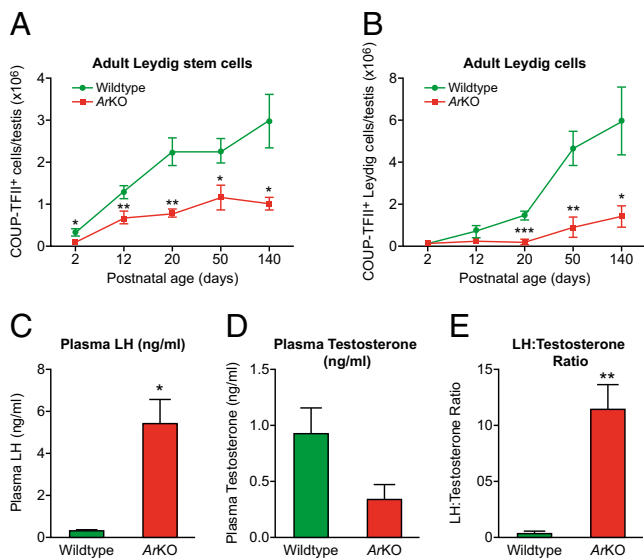 A
Adult Leydig stem cells
COUP-TFII+ cells/testis (x10⁶)
4
3
2
1
0
Wildtype
ArKO
*
**
**
*
*
2
12
20
50
140
Postnatal age (days)
B
Adult Leydig cells
COUP-TFII+ Leydig cells/testis (x10⁶)
8
6
4
2
0
Wildtype
ArKO
***
**
*
2
12
20
50
140
Postnatal age (days)
C
Plasma LH (ng/ml)
Plasma LH (ng/ml)
8
6
4
2
0
*
Wildtype
ArKO
D
Plasma Testosterone
(ng/ml)
Plasma Testosterone (ng/ml)
1.5
1.0
0.5
0.0
Wildtype
ArKO
E
LH:Testosterone
Ratio
LH:Testosterone Ratio
15
10
05
0
**
Wildtype
ArKO